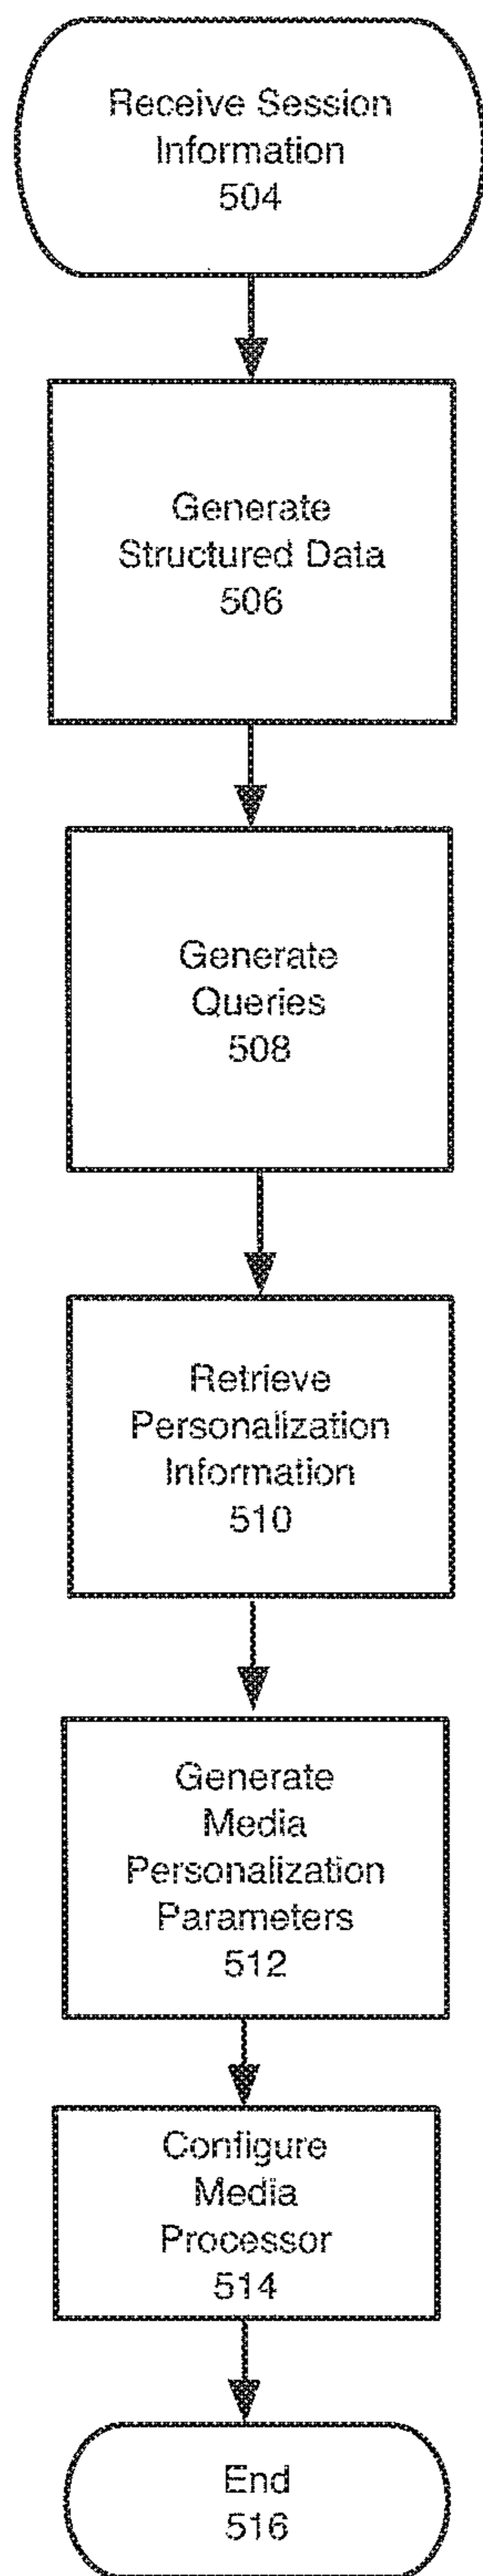 Receive Session
Information
504
Generate
Structured Data
506
Generate
Queries
508
Retrieve
Personalization
Information
510
Generate
Media
Personalization
Parameters
512
Configure
Media
Processor
514
End
516